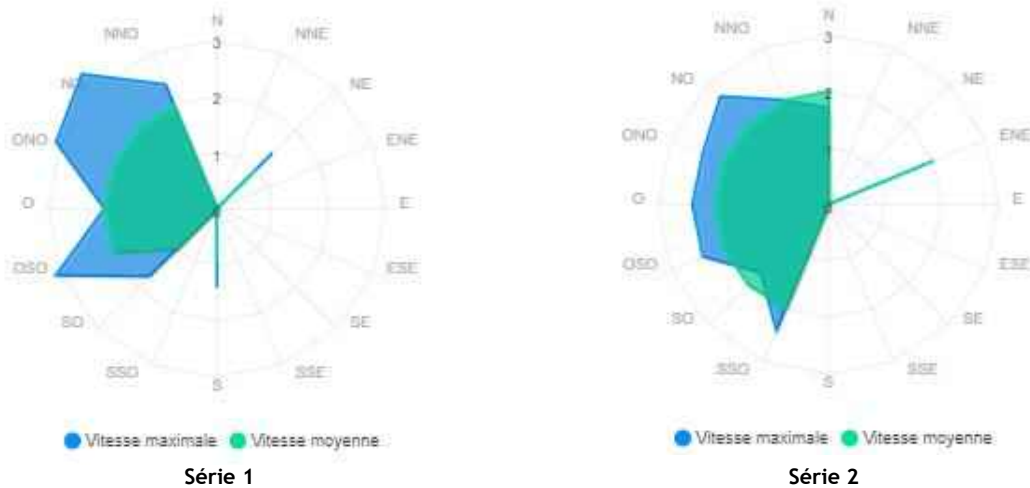 N
NNE
NE
ENE
E
ESE
SE
SSE
S
SSO
SO
OSO
O
ONO
NO
NNO
3
2
1
0
Vitesse maximale Vitesse moyenne
Série 1
N
NNE
NE
ENE
E
ESE
SE
SSE
S
SSO
SO
OSO
O
ONO
NO
NNO
3
2
1
0
Vitesse maximale Vitesse moyenne
Série 2